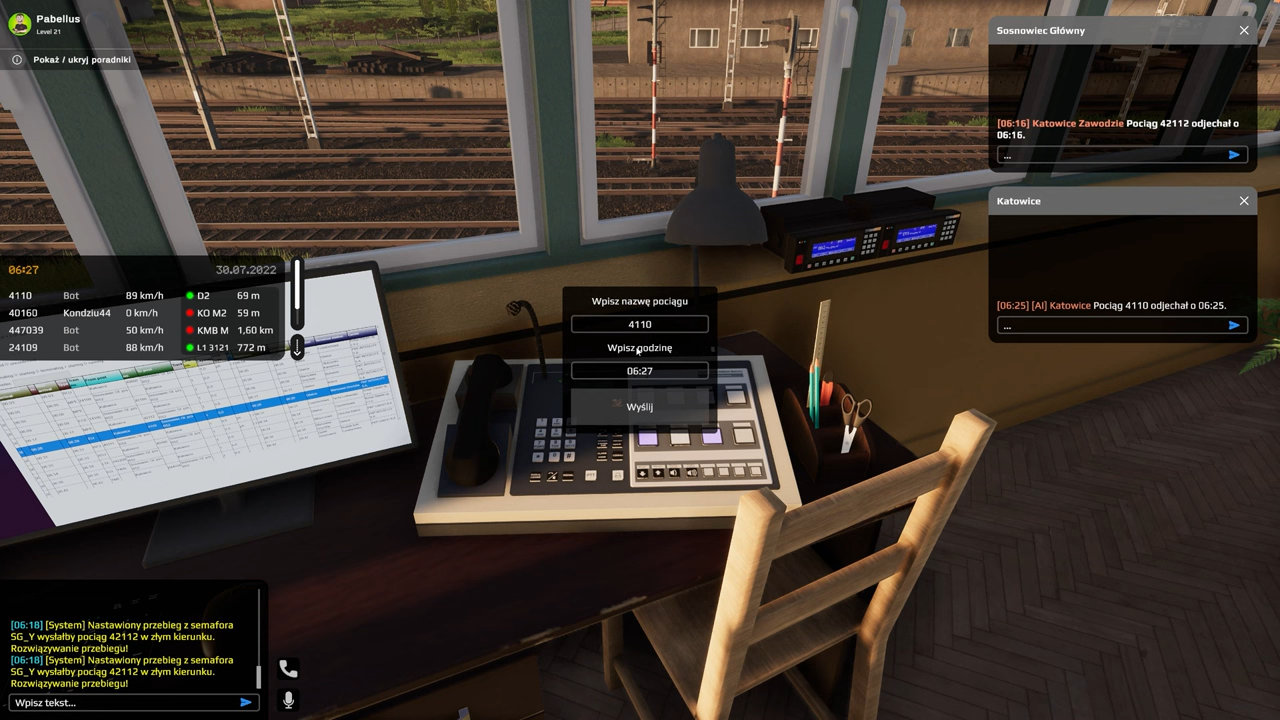 Pabellus
Level 21
Pokaż / ukryj poradniki
Sosnowiec Główny
[06:16] Katowice Zawodzie Pociąg 42112 odjechał o
06:16.
...
Katowice
[06:25] [AI] Katowice Pociąg 4110 odjechał o 06:25.
...
06:27 30.07.2022
4110 Bot 89 km/h D2 69 m
40160 Kondziu44 0 km/h KO M2 59 m
447039 Bot 50 km/h KMB M 1,60 km
24109 Bot 88 km/h L1 3121 772 m
Wpisz nazwę pociągu
4110
Wpisz godzinę
06:27
Wyślij
[06:18] [System] Nastawiony przebieg z semafora
SG_Y wysłałby pociąg 42112 w złym kierunku.
Rozwiązywanie przebiegu!
[06:18] [System] Nastawiony przebieg z semafora
SG_Y wysłałby pociąg 42112 w złym kierunku.
Rozwiązywanie przebiegu!
Wpisz tekst...